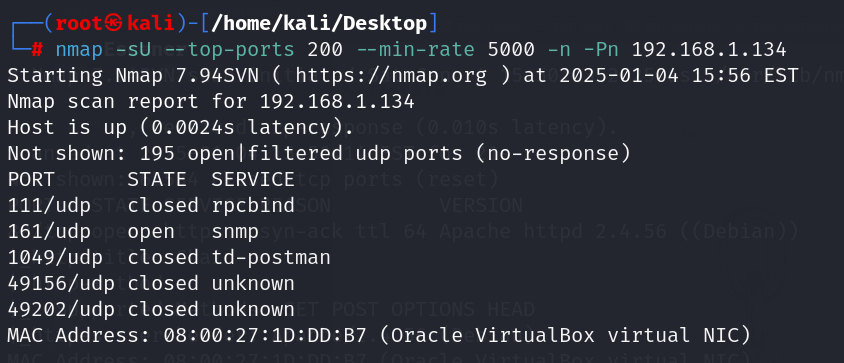 ┌──(root㉿kali)-[/home/kali/Desktop]
└─# nmap -sU --top-ports 200 --min-rate 5000 -n -Pn 192.168.1.134
Starting Nmap 7.94SVN ( https://nmap.org ) at 2025-01-04 15:56 EST
Nmap scan report for 192.168.1.134
Host is up (0.0024s latency).
Not shown: 195 open|filtered udp ports (no-response)
PORT      STATE  SERVICE
111/udp   closed rpcbind
161/udp   open   snmp
1049/udp  closed td-postman
49156/udp closed unknown
49202/udp closed unknown
MAC Address: 08:00:27:1D:DD:B7 (Oracle VirtualBox virtual NIC)